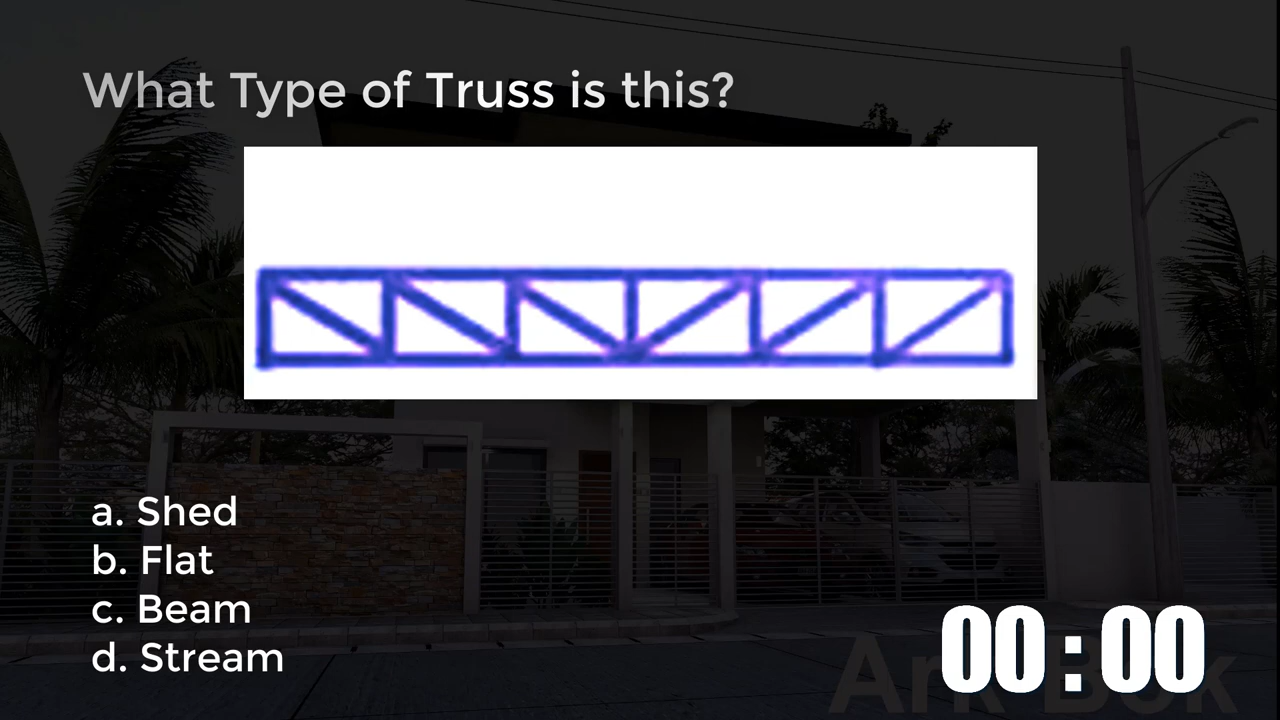 What Type of Truss is this?
a. Shed
b. Flat
c. Beam
d. Stream
00:00